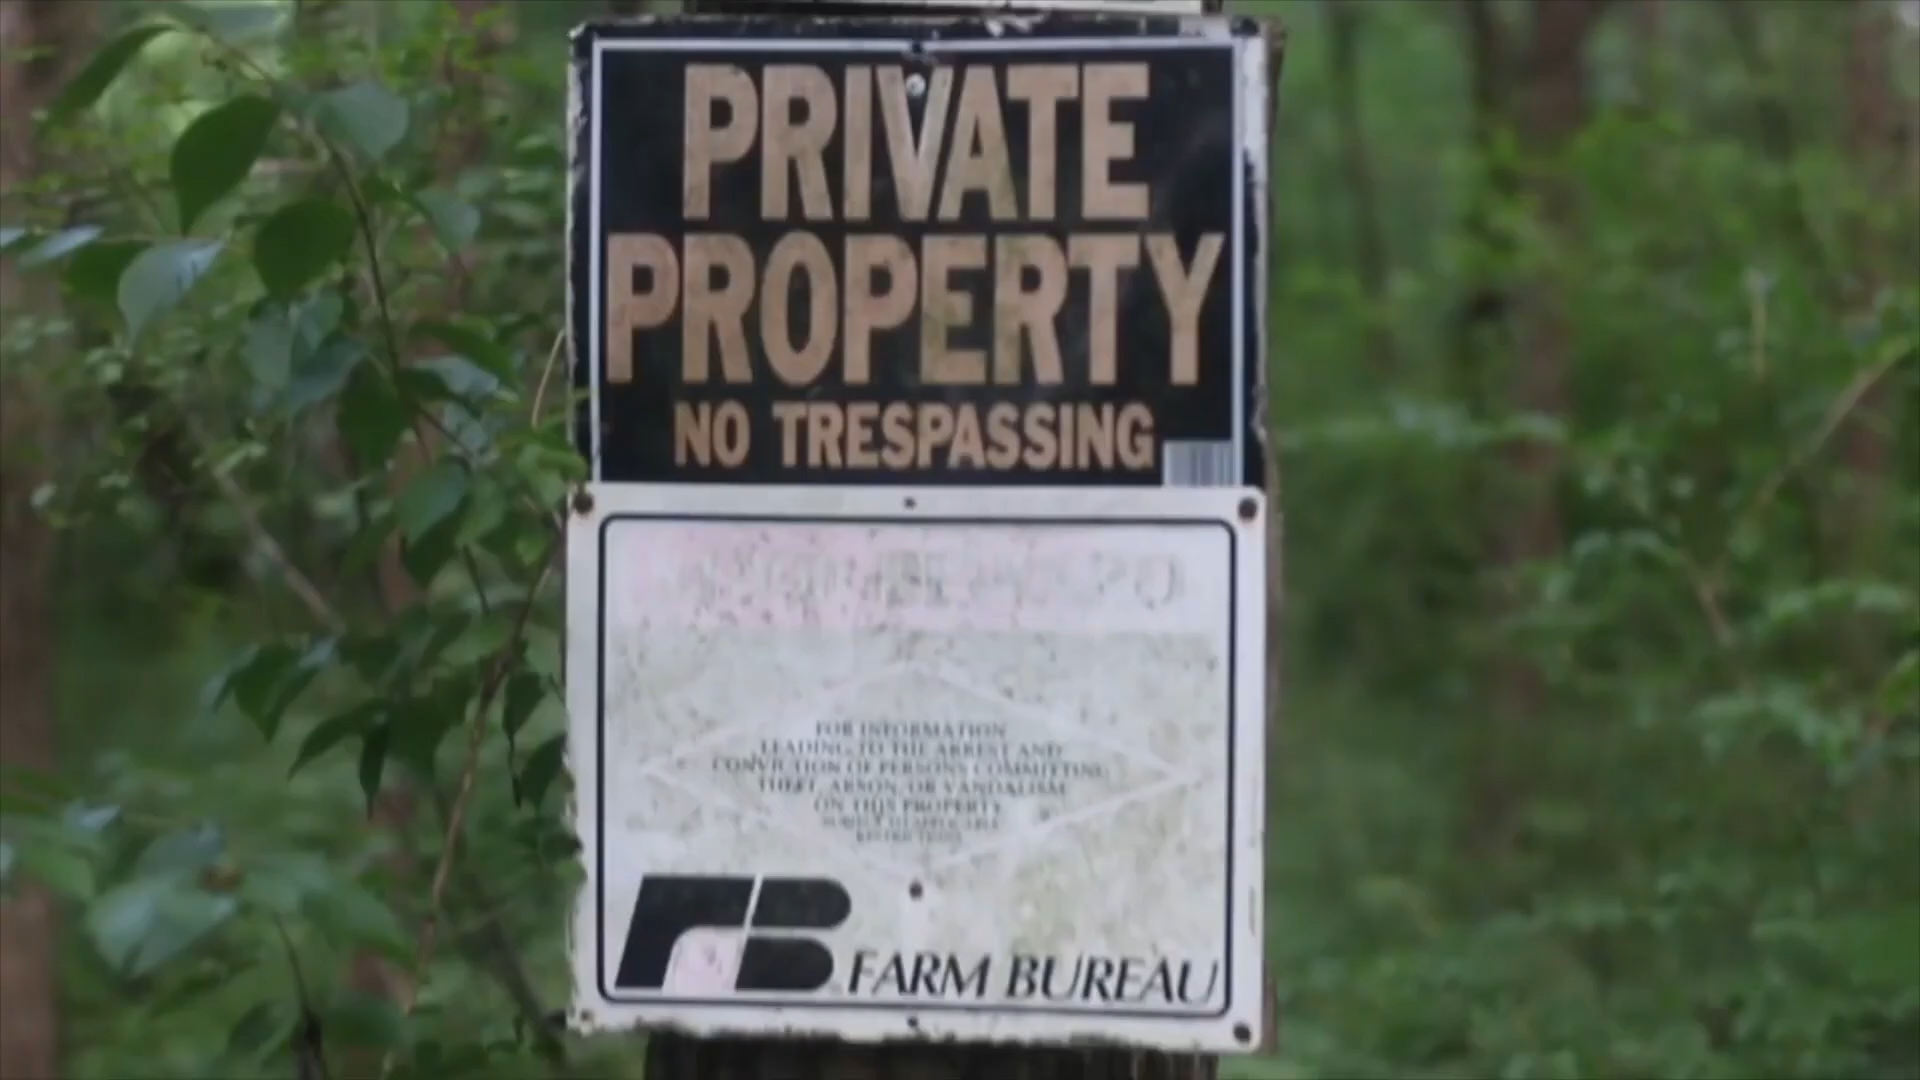 PRIVATE
PROPERTY
NO TRESPASSING
FOR INFORMATION
LEADING TO THE ARREST AND
CONVICTION OF PERSONS COMMITTING
THEFT, ARSON, OR VANDALISM
ON THIS PROPERTY
FB FARM BUREAU